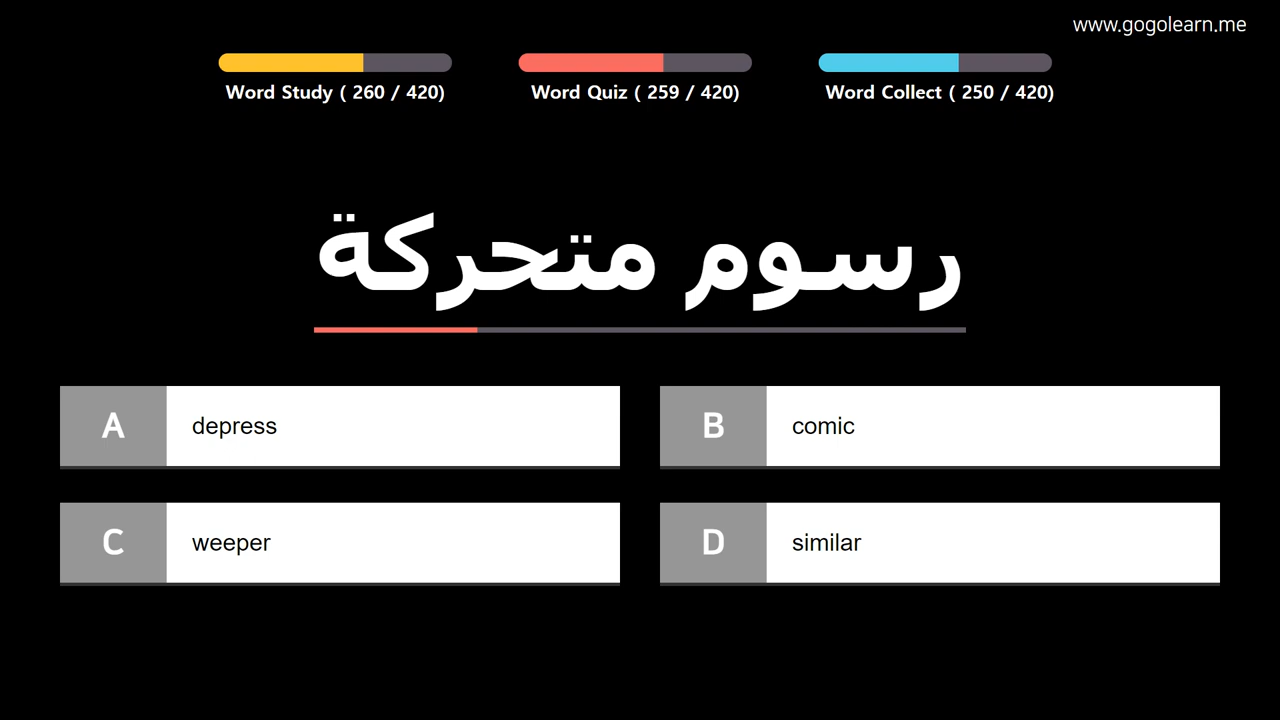 www.gogolearn.me
Word Study ( 260 / 420)
Word Quiz ( 259 / 420)
Word Collect ( 250 / 420)
رسوم متحركة
A depress
B comic
C weeper
D similar